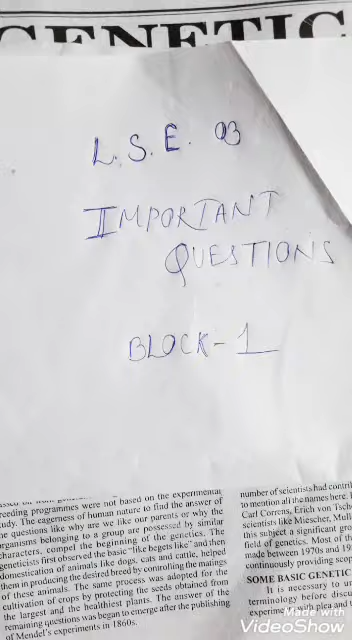 GENETIC
L.S.E. 03
IMPORTANT
QUESTIONS
BLOCK-1
reeding programmes were not based on the experimental
udy. The eagerness of human nature to find the answer of
the questions like why are we like our parents or why the
organisms belonging to a group are possessed by similar
characters, compel the beginning of the genetics. The
geneticists first observed the basic "like begets like" and then
domestication of animals like dogs, cats and cattle, helped
them in producing the desired breed by controlling the matings
of these animals. The same process was adopted for the
cultivation of crops by protecting the seeds obtained from
the largest and the healthiest plants. The answer of the
remaining questions was began to emerge after the publishing
of Mendel's experiments in 1860s.
number of scientists had contri
to mention all the names here.
Carl Correns, Erich von Tsch
scientists like Miescher, Mull
this subject a significant gro
field of genetics. Most of th
made between 1970s and 19
continuously providing scop
SOME BASIC GENETIC
It is necessary to u
terminology before discu
experim with plea and t
Made with
VideoShow